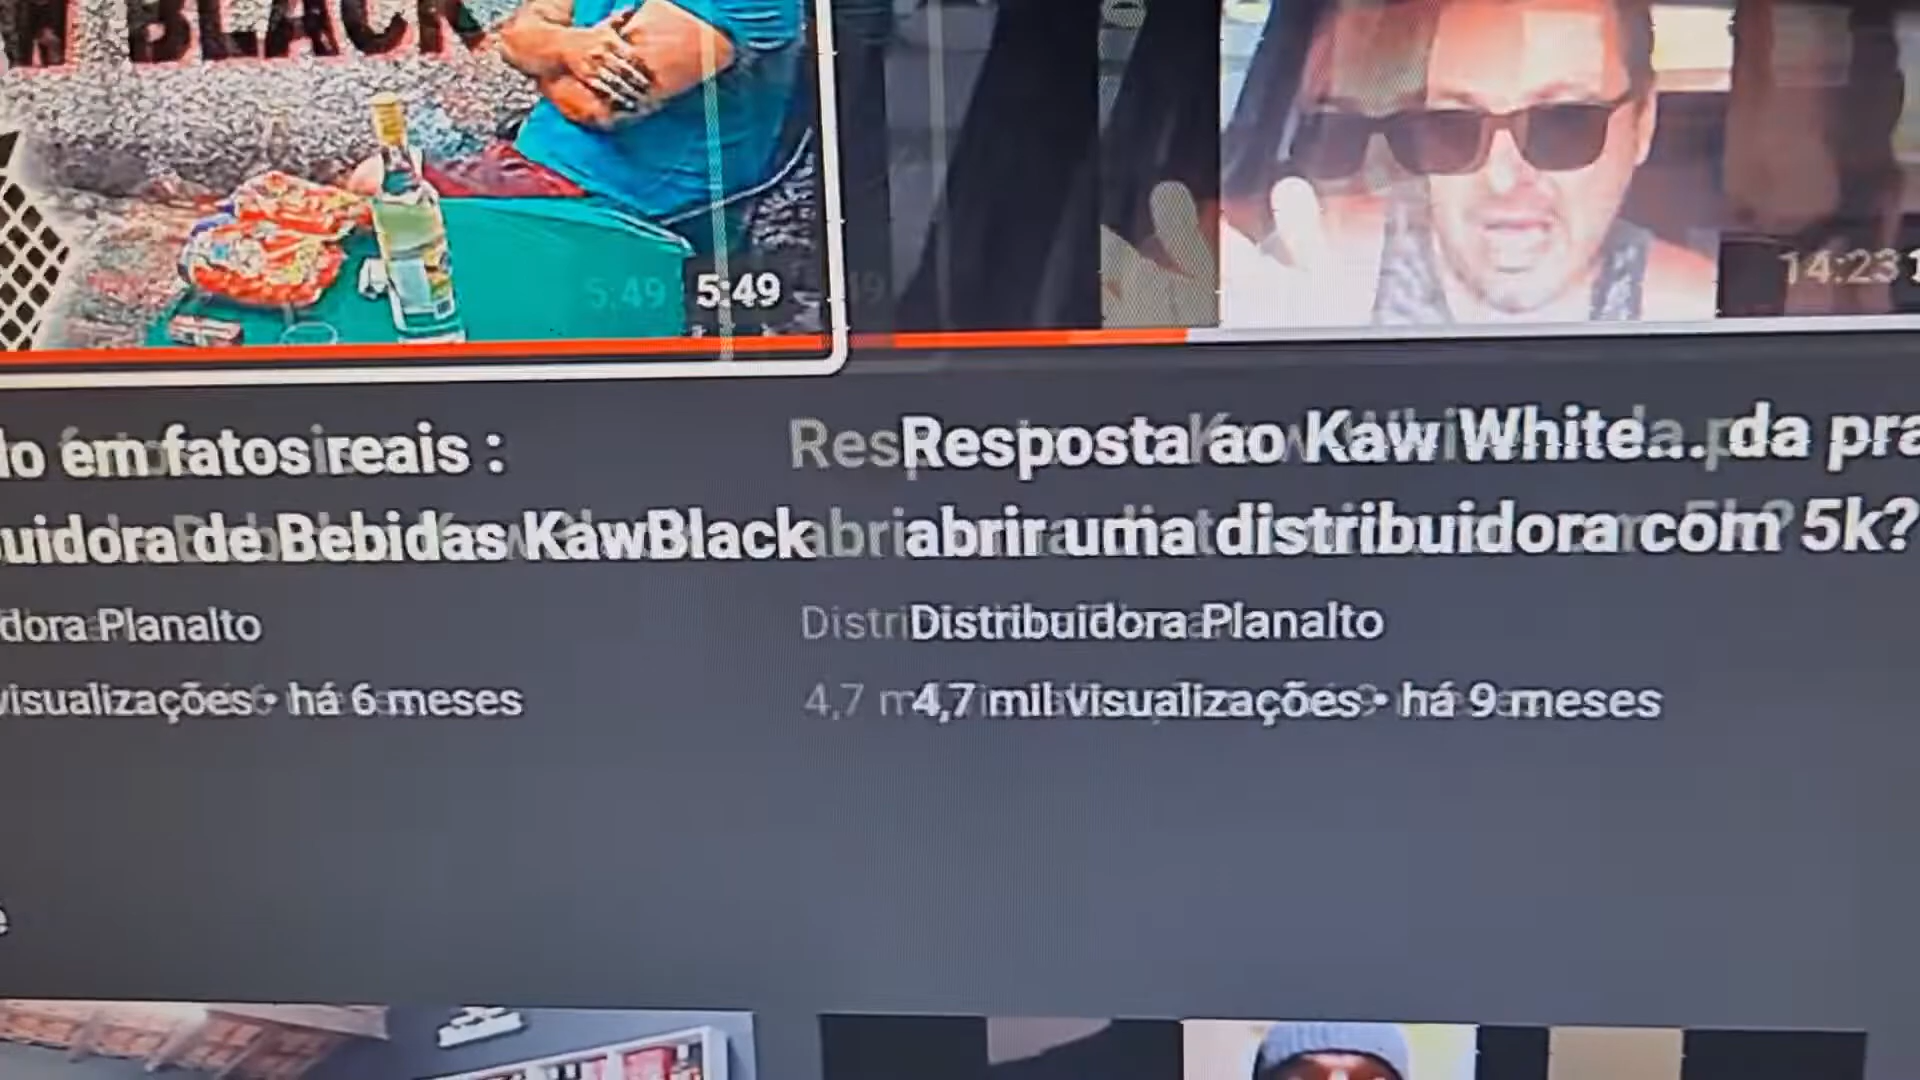 BLACK
5:49
14:23
em fatos reais :
uidora de Bebidas KawBlack
dora Planalto
visualizações • há 6 meses
Resposta ao Kaw White... da pra
abrir uma distribuidora com 5k?
Distribuidora Planalto
4,7 mil visualizações • há 9 meses